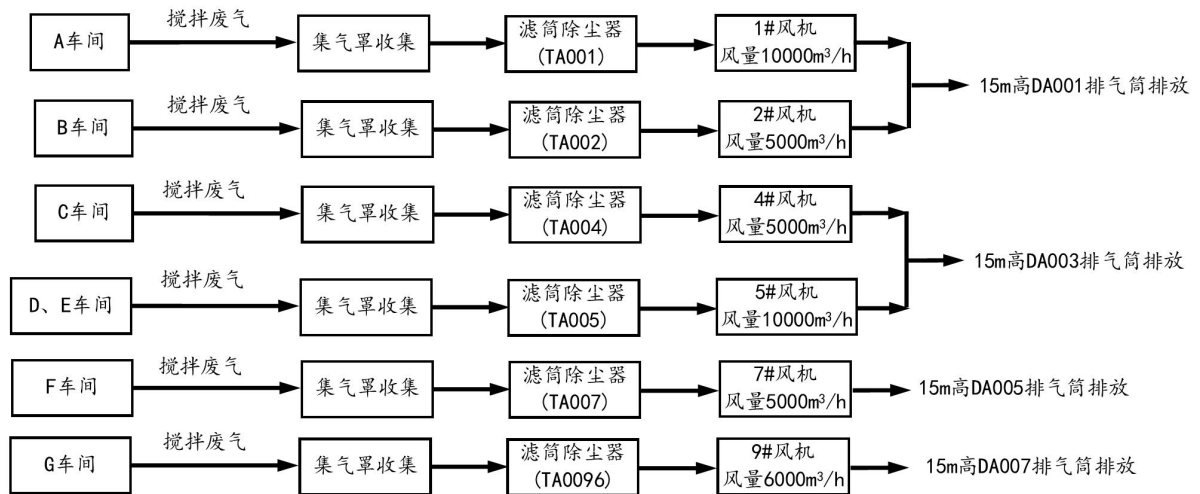 搅拌废气
A车间
集气罩收集
滤筒除尘器
(TA001)
1#风机
风量10000m³/h
15m高DA001排气筒排放
搅拌废气
B车间
集气罩收集
滤筒除尘器
(TA002)
2#风机
风量5000m³/h
搅拌废气
C车间
集气罩收集
滤筒除尘器
(TA004)
4#风机
风量5000m³/h
15m高DA003排气筒排放
搅拌废气
D、E车间
集气罩收集
滤筒除尘器
(TA005)
5#风机
风量10000m³/h
搅拌废气
F车间
集气罩收集
滤筒除尘器
(TA007)
7#风机
风量5000m³/h
15m高DA005排气筒排放
搅拌废气
G车间
集气罩收集
滤筒除尘器
(TA0096)
9#风机
风量6000m³/h
15m高DA007排气筒排放